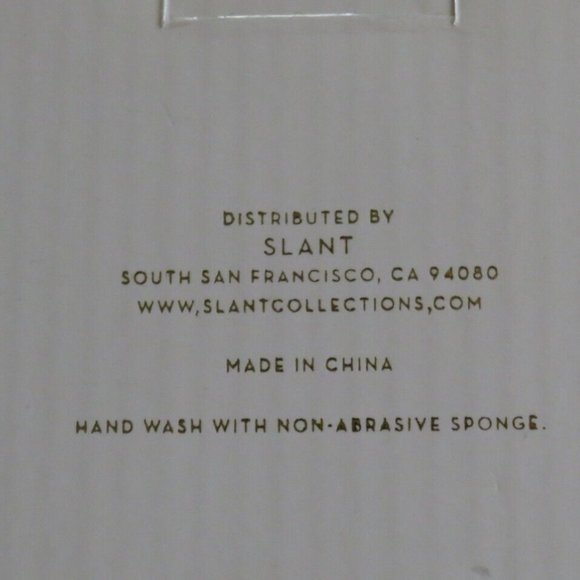 DISTRIBUTED BY
SLANT
SOUTH SAN FRANCISCO, CA 94080
WWW.SLANTCOLLECTIONS,COM
MADE IN CHINA
HAND WASH WITH NON-ABRASIVE SPONGE.